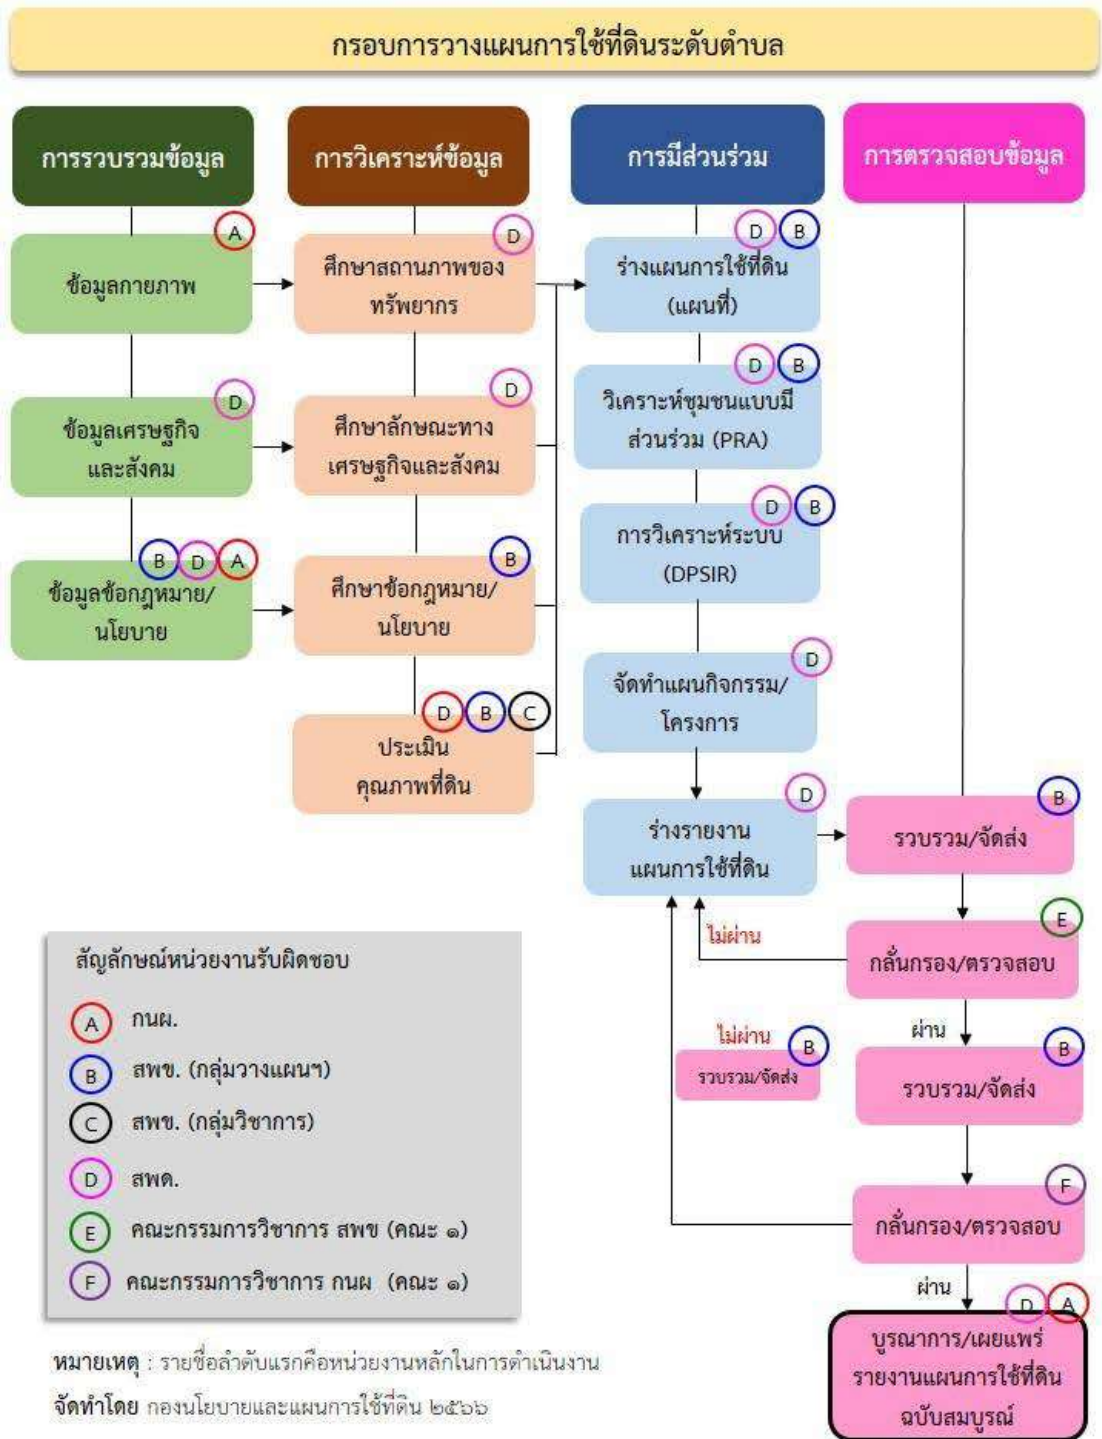 กรอบการวางแผนการใช้ที่ดินระดับตำบล
การรวบรวมข้อมูล
A
ข้อมูลกายภาพ
D
ข้อมูลเศรษฐกิจ
และสังคม
B D A
ข้อมูลข้อกฎหมาย/
นโยบาย
การวิเคราะห์ข้อมูล
D
ศึกษาสถานภาพของ
ทรัพยากร
D
ศึกษาลักษณะทาง
เศรษฐกิจและสังคม
B
ศึกษาข้อกฎหมาย/
นโยบาย
D B C
ประเมิน
คุณภาพที่ดิน
การมีส่วนร่วม
D B
ร่างแผนการใช้ที่ดิน
(แผนที่)
D B
วิเคราะห์ชุมชนแบบมี
ส่วนร่วม (PRA)
D B
การวิเคราะห์ระบบ
(DPSIR)
D
จัดทำแผนกิจกรรม/
โครงการ
D
ร่างรายงาน
แผนการใช้ที่ดิน
การตรวจสอบข้อมูล
B
รวบรวม/จัดส่ง
E
กลั่นกรอง/ตรวจสอบ
ไม่ผ่าน
ผ่าน
B
รวบรวม/จัดส่ง
F
กลั่นกรอง/ตรวจสอบ
ไม่ผ่าน
B
รวบรวม/จัดส่ง
ผ่าน
D A
บูรณาการ/เผยแพร่
รายงานแผนการใช้ที่ดิน
ฉบับสมบูรณ์
สัญลักษณ์หน่วยงานรับผิดชอบ
A กนผ.
B สพข. (กลุ่มวางแผนฯ)
C สพข. (กลุ่มวิชาการ)
D สพด.
E คณะกรรมการวิชาการ สพข (คณะ ๑)
F คณะกรรมการวิชาการ กนผ (คณะ ๑)
หมายเหตุ : รายชื่อลำดับแรกคือหน่วยงานหลักในการดำเนินงาน
จัดทำโดย กองนโยบายและแผนการใช้ที่ดิน ๒๕๖๖